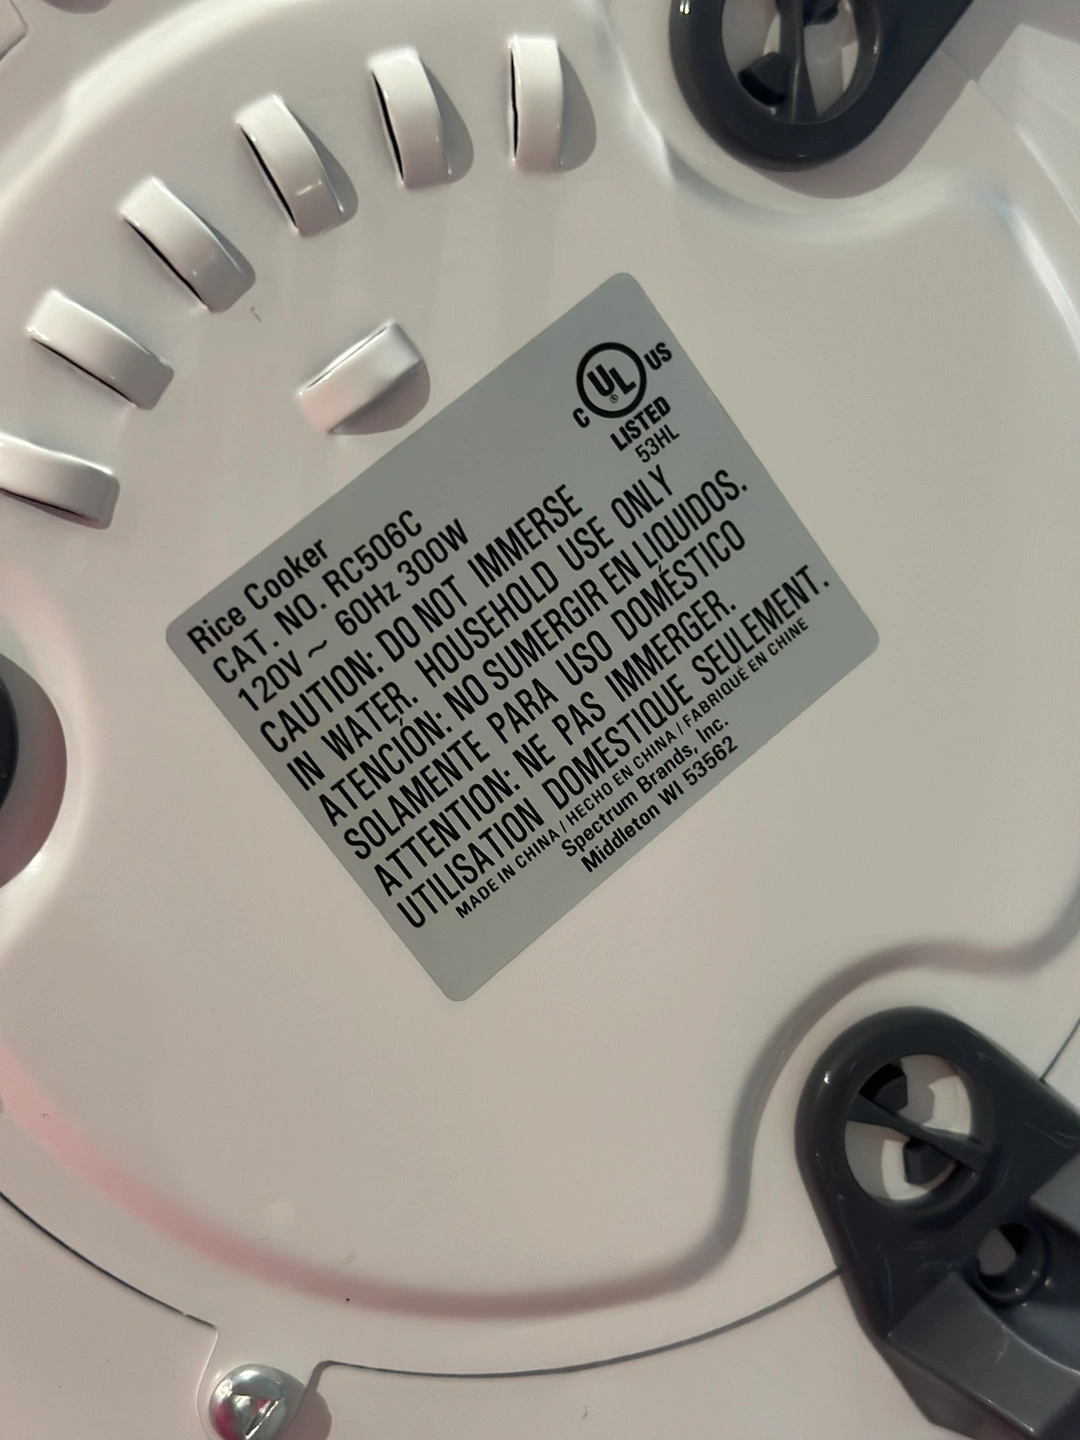 C UL US
®
LISTED
53HL
Rice Cooker
CAT. NO. RC506C
120V ~ 60Hz 300W
CAUTION: DO NOT IMMERSE
IN WATER. HOUSEHOLD USE ONLY
ATENCIÓN: NO SUMERGIR EN LÍQUIDOS.
SOLAMENTE PARA USO DOMÉSTICO
ATTENTION: NE PAS IMMERGER.
UTILISATION DOMESTIQUE SEULEMENT.
MADE IN CHINA / HECHO EN CHINA / FABRIQUÉ EN CHINE
Spectrum Brands, Inc.
Middleton WI 53562